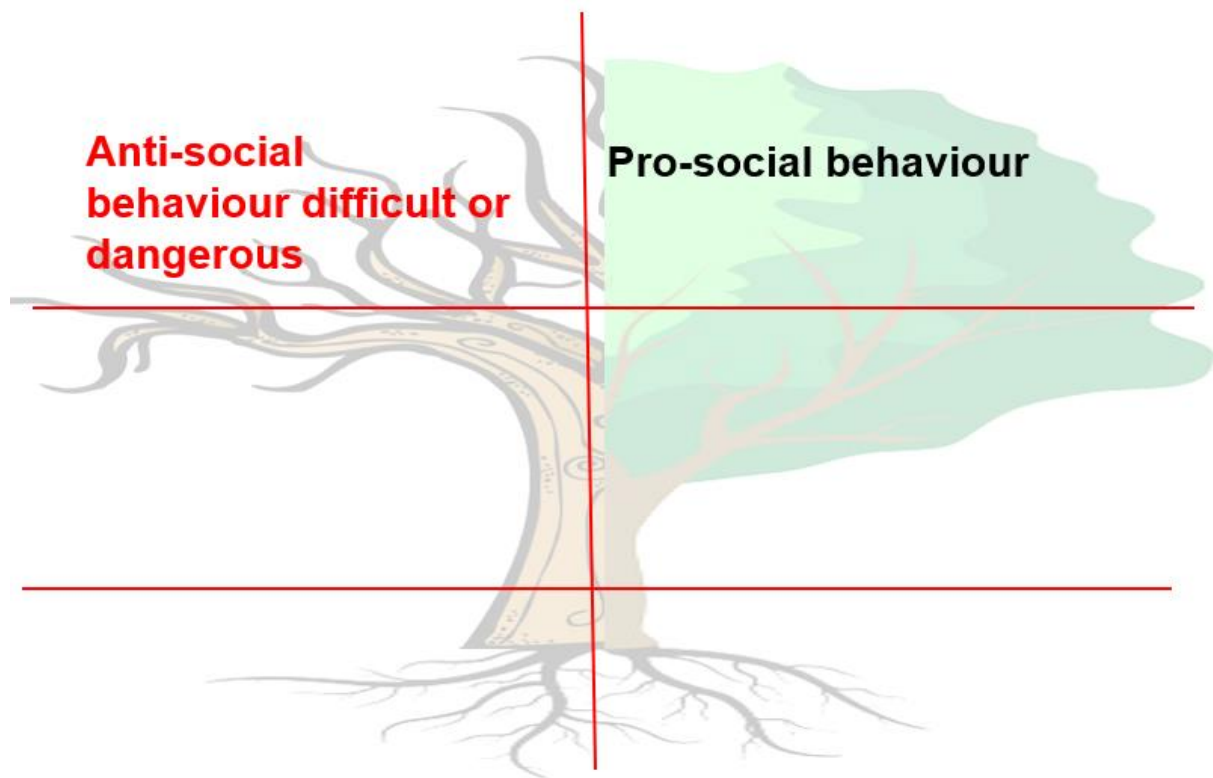 Anti-social
behaviour difficult or
dangerous
Pro-social behaviour